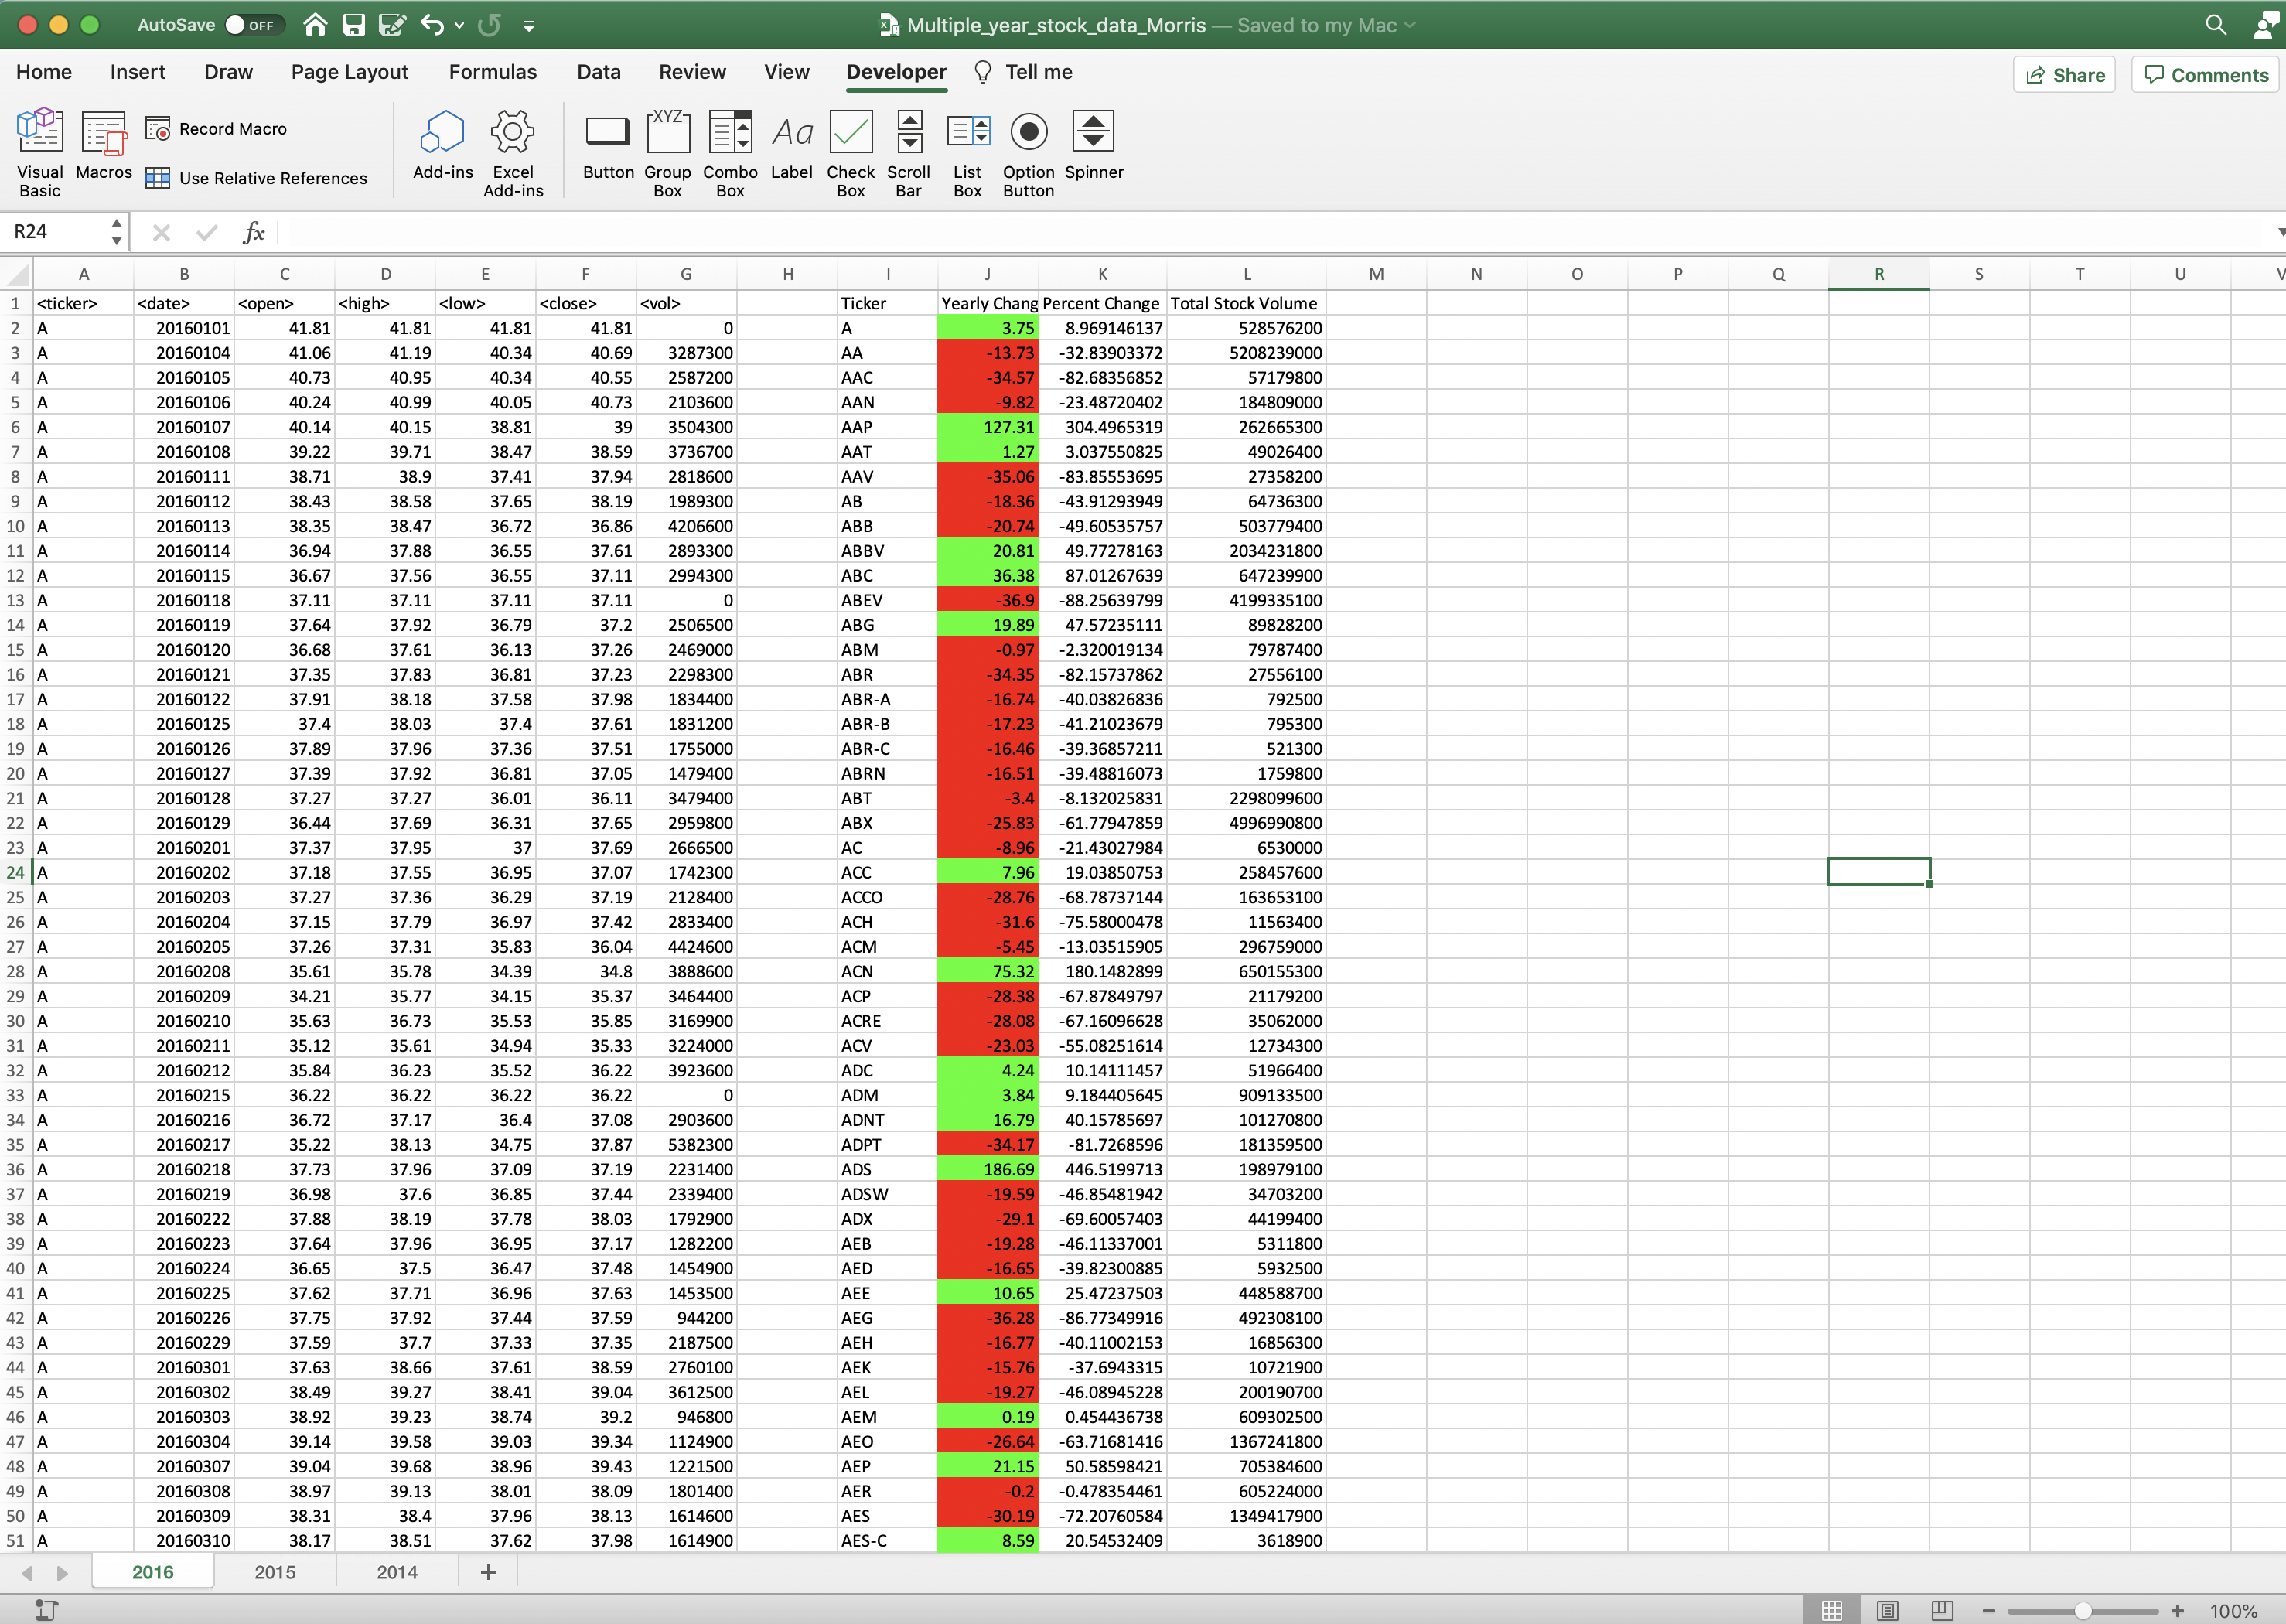 AutoSave OFF Multiple_year_stock_data_Morris — Saved to my Mac
Home Insert Draw Page Layout Formulas Data Review View Developer Tell me Share Comments
Visual Basic Macros Record Macro Use Relative References Add-ins Excel Add-ins Button XYZ Group Box Combo Box Aa Label Check Box Scroll Bar List Box Option Button Spinner
R24 fx
A B C D E F G H I J K L M N O P Q R S T U V
1 <ticker> <date> <open> <high> <low> <close> <vol> Ticker Yearly Chang Percent Change Total Stock Volume
2 A 20160101 41.81 41.81 41.81 41.81 0 A 3.75 8.969146137 528576200
3 A 20160104 41.06 41.19 40.34 40.69 3287300 AA -13.73 -32.83903372 5208239000
4 A 20160105 40.73 40.95 40.34 40.55 2587200 AAC -34.57 -82.68356852 57179800
5 A 20160106 40.24 40.99 40.05 40.73 2103600 AAN -9.82 -23.48720402 184809000
6 A 20160107 40.14 40.15 38.81 39 3504300 AAP 127.31 304.4965319 262665300
7 A 20160108 39.22 39.71 38.47 38.59 3736700 AAT 1.27 3.037550825 49026400
8 A 20160111 38.71 38.9 37.41 37.94 2818600 AAV -35.06 -83.85553695 27358200
9 A 20160112 38.43 38.58 37.65 38.19 1989300 AB -18.36 -43.91293949 64736300
10 A 20160113 38.35 38.47 36.72 36.86 4206600 ABB -20.74 -49.60535757 503779400
11 A 20160114 36.94 37.88 36.55 37.61 2893300 ABBV 20.81 49.77278163 2034231800
12 A 20160115 36.67 37.56 36.55 37.11 2994300 ABC 36.38 87.01267639 647239900
13 A 20160118 37.11 37.11 37.11 37.11 0 ABEV -36.9 -88.25639799 4199335100
14 A 20160119 37.64 37.92 36.79 37.2 2506500 ABG 19.89 47.57235111 89828200
15 A 20160120 36.68 37.61 36.13 37.26 2469000 ABM -0.97 -2.320019134 79787400
16 A 20160121 37.35 37.83 36.81 37.23 2298300 ABR -34.35 -82.15737862 27556100
17 A 20160122 37.91 38.18 37.58 37.98 1834400 ABR-A -16.74 -40.03826836 792500
18 A 20160125 37.4 38.03 37.4 37.61 1831200 ABR-B -17.23 -41.21023679 795300
19 A 20160126 37.89 37.96 37.36 37.51 1755000 ABR-C -16.46 -39.36857211 521300
20 A 20160127 37.39 37.92 36.81 37.05 1479400 ABRN -16.51 -39.48816073 1759800
21 A 20160128 37.27 37.27 36.01 36.11 3479400 ABT -3.4 -8.132025831 2298099600
22 A 20160129 36.44 37.69 36.31 37.65 2959800 ABX -25.83 -61.77947859 4996990800
23 A 20160201 37.37 37.95 37 37.69 2666500 AC -8.96 -21.43027984 6530000
24 A 20160202 37.18 37.55 36.95 37.07 1742300 ACC 7.96 19.03850753 258457600
25 A 20160203 37.27 37.36 36.29 37.19 2128400 ACCO -28.76 -68.78737144 163653100
26 A 20160204 37.15 37.79 36.97 37.42 2833400 ACH -31.6 -75.58000478 11563400
27 A 20160205 37.26 37.31 35.83 36.04 4424600 ACM -5.45 -13.03515905 296759000
28 A 20160208 35.61 35.78 34.39 34.8 3888600 ACN 75.32 180.1482899 650155300
29 A 20160209 34.21 35.77 34.15 35.37 3464400 ACP -28.38 -67.87849797 21179200
30 A 20160210 35.63 36.73 35.53 35.85 3169900 ACRE -28.08 -67.16096628 35062000
31 A 20160211 35.12 35.61 34.94 35.33 3224000 ACV -23.03 -55.08251614 12734300
32 A 20160212 35.84 36.23 35.52 36.22 3923600 ADC 4.24 10.14111457 51966400
33 A 20160215 36.22 36.22 36.22 36.22 0 ADM 3.84 9.184405645 909133500
34 A 20160216 36.72 37.17 36.4 37.08 2903600 ADNT 16.79 40.15785697 101270800
35 A 20160217 35.22 38.13 34.75 37.87 5382300 ADPT -34.17 -81.7268596 181359500
36 A 20160218 37.73 37.96 37.09 37.19 2231400 ADS 186.69 446.5199713 198979100
37 A 20160219 36.98 37.6 36.85 37.44 2339400 ADSW -19.59 -46.85481942 34703200
38 A 20160222 37.88 38.19 37.78 38.03 1792900 ADX -29.1 -69.60057403 44199400
39 A 20160223 37.64 37.96 36.95 37.17 1282200 AEB -19.28 -46.11337001 5311800
40 A 20160224 36.65 37.5 36.47 37.48 1454900 AED -16.65 -39.82300885 5932500
41 A 20160225 37.62 37.71 36.96 37.63 1453500 AEE 10.65 25.47237503 448588700
42 A 20160226 37.75 37.92 37.44 37.59 944200 AEG -36.28 -86.77349916 492308100
43 A 20160229 37.59 37.7 37.33 37.35 2187500 AEH -16.77 -40.11002153 16856300
44 A 20160301 37.63 38.66 37.61 38.59 2760100 AEK -15.76 -37.6943315 10721900
45 A 20160302 38.49 39.27 38.41 39.04 3612500 AEL -19.27 -46.08945228 200190700
46 A 20160303 38.92 39.23 38.74 39.2 946800 AEM 0.19 0.454436738 609302500
47 A 20160304 39.14 39.58 39.03 39.34 1124900 AEO -26.64 -63.71681416 1367241800
48 A 20160307 39.04 39.68 38.96 39.43 1221500 AEP 21.15 50.58598421 705384600
49 A 20160308 38.97 39.13 38.01 38.09 1801400 AER -0.2 -0.478354461 605224000
50 A 20160309 38.31 38.4 37.96 38.13 1614600 AES -30.19 -72.20760584 1349417900
51 A 20160310 38.17 38.51 37.62 37.98 1614900 AES-C 8.59 20.54532409 3618900
2016 2015 2014 +
100%